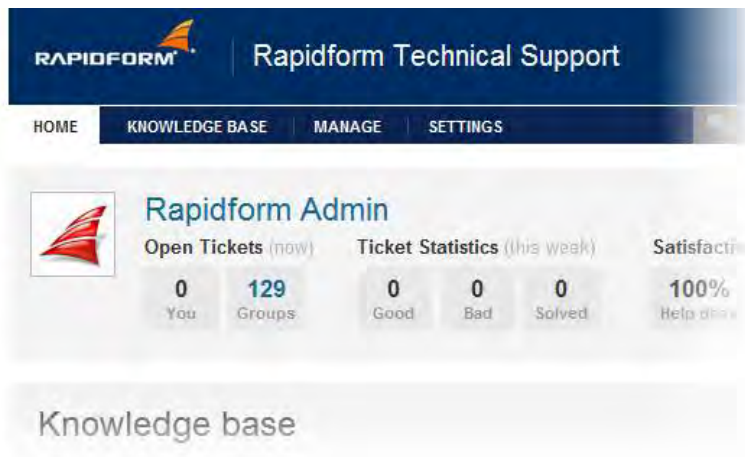 RAPIDFORM
Rapidform Technical Support
HOME KNOWLEDGE BASE MANAGE SETTINGS
Rapidform Admin
Open Tickets (now) Ticket Statistics (this week)
0 129 0 0 0 100%
You Groups Good Bad Solved Help
Knowledge base